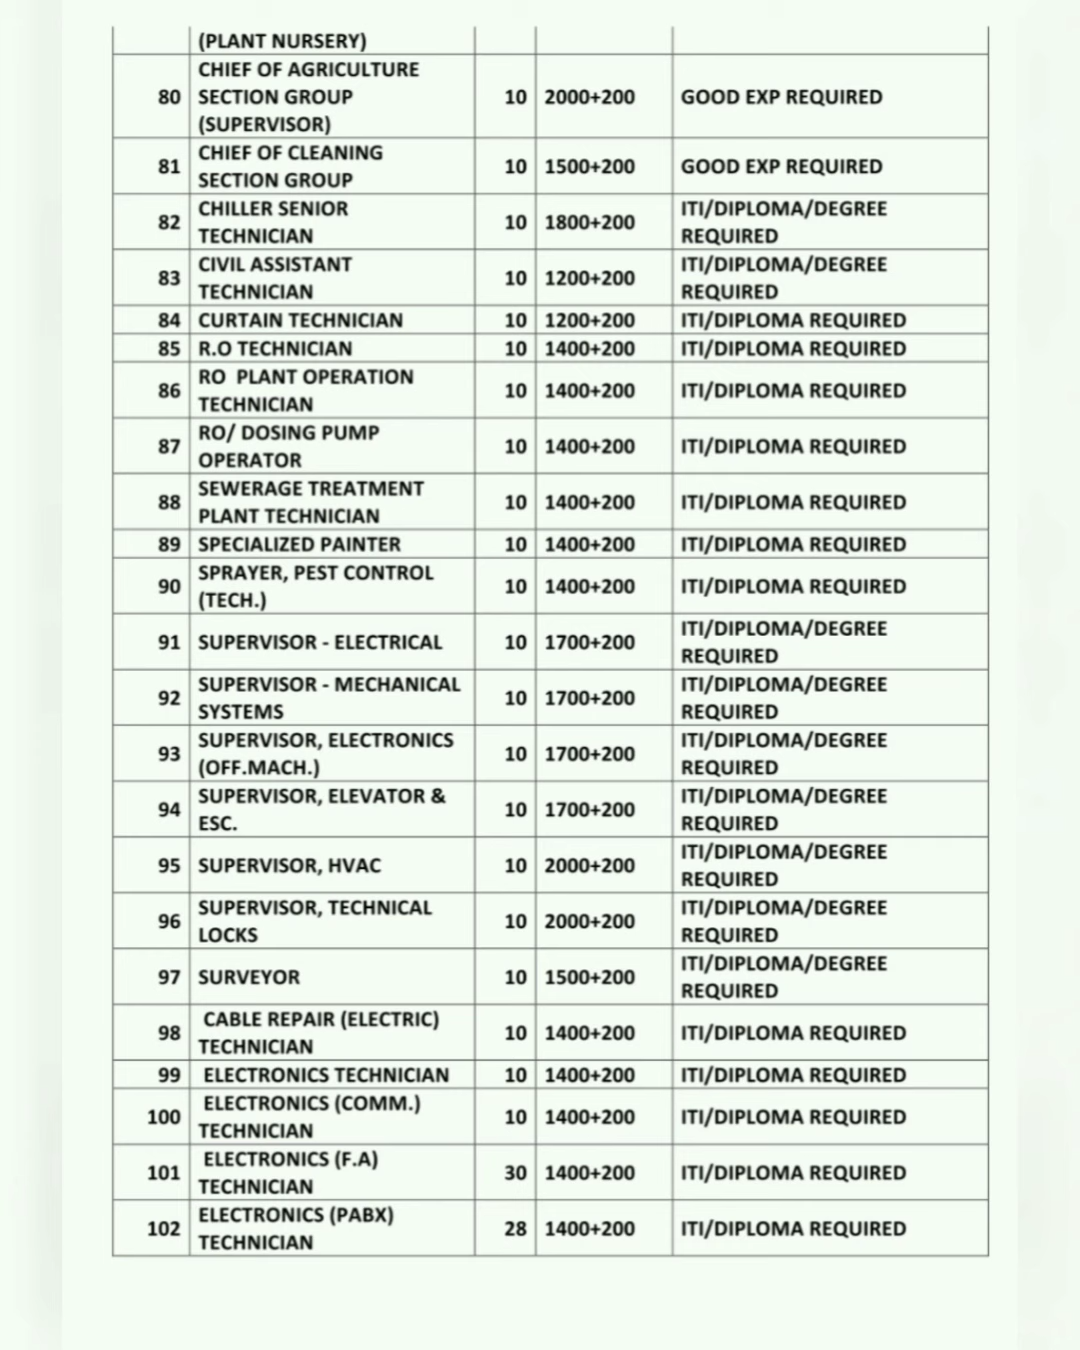 (PLANT NURSERY)
CHIEF OF AGRICULTURE
80 SECTION GROUP 10 2000+200 GOOD EXP REQUIRED
(SUPERVISOR)
CHIEF OF CLEANING
81 10 1500+200 GOOD EXP REQUIRED
SECTION GROUP
CHILLER SENIOR ITI/DIPLOMA/DEGREE
82 10 1800+200
TECHNICIAN REQUIRED
CIVIL ASSISTANT ITI/DIPLOMA/DEGREE
83 10 1200+200
TECHNICIAN REQUIRED
84 CURTAIN TECHNICIAN 10 1200+200 ITI/DIPLOMA REQUIRED
85 R.O TECHNICIAN 10 1400+200 ITI/DIPLOMA REQUIRED
RO PLANT OPERATION
86 10 1400+200 ITI/DIPLOMA REQUIRED
TECHNICIAN
RO/ DOSING PUMP
87 10 1400+200 ITI/DIPLOMA REQUIRED
OPERATOR
SEWERAGE TREATMENT
88 10 1400+200 ITI/DIPLOMA REQUIRED
PLANT TECHNICIAN
89 SPECIALIZED PAINTER 10 1400+200 ITI/DIPLOMA REQUIRED
SPRAYER, PEST CONTROL
90 10 1400+200 ITI/DIPLOMA REQUIRED
(TECH.)
ITI/DIPLOMA/DEGREE
91 SUPERVISOR - ELECTRICAL 10 1700+200
REQUIRED
SUPERVISOR - MECHANICAL ITI/DIPLOMA/DEGREE
92 10 1700+200
SYSTEMS REQUIRED
SUPERVISOR, ELECTRONICS ITI/DIPLOMA/DEGREE
93 10 1700+200
(OFF.MACH.) REQUIRED
SUPERVISOR, ELEVATOR & ITI/DIPLOMA/DEGREE
94 10 1700+200
ESC. REQUIRED
ITI/DIPLOMA/DEGREE
95 SUPERVISOR, HVAC 10 2000+200
REQUIRED
SUPERVISOR, TECHNICAL ITI/DIPLOMA/DEGREE
96 10 2000+200
LOCKS REQUIRED
ITI/DIPLOMA/DEGREE
97 SURVEYOR 10 1500+200
REQUIRED
CABLE REPAIR (ELECTRIC)
98 10 1400+200 ITI/DIPLOMA REQUIRED
TECHNICIAN
99 ELECTRONICS TECHNICIAN 10 1400+200 ITI/DIPLOMA REQUIRED
ELECTRONICS (COMM.)
100 10 1400+200 ITI/DIPLOMA REQUIRED
TECHNICIAN
ELECTRONICS (F.A)
101 30 1400+200 ITI/DIPLOMA REQUIRED
TECHNICIAN
ELECTRONICS (PABX)
102 28 1400+200 ITI/DIPLOMA REQUIRED
TECHNICIAN